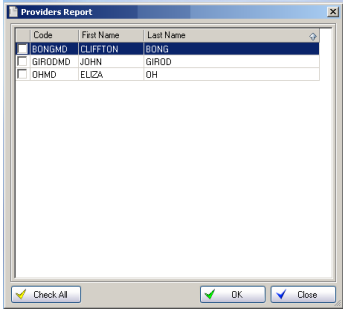 Providers Report
Code First Name Last Name
BONGMD CLIFFTON BONG
GIRODMD JOHN GIROD
OHMD ELIZA OH
Check All OK Close